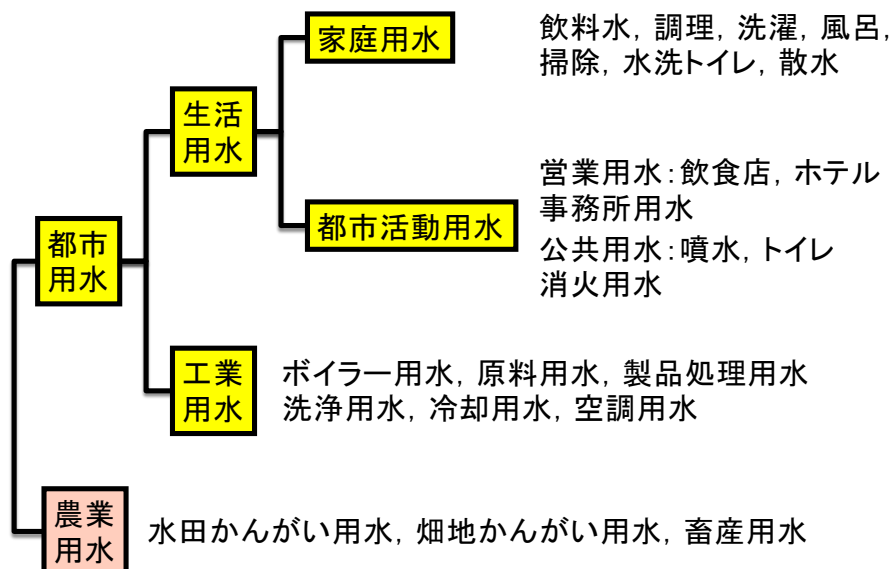 家庭用水
飲料水, 調理, 洗濯, 風呂,
掃除, 水洗トイレ, 散水
生活
用水
営業用水:飲食店, ホテル
事務所用水
都市活動用水
公共用水:噴水, トイレ
消火用水
都市
用水
工業
用水
ボイラー用水, 原料用水, 製品処理用水
洗浄用水, 冷却用水, 空調用水
農業
用水
水田かんがい用水, 畑地かんがい用水, 畜産用水